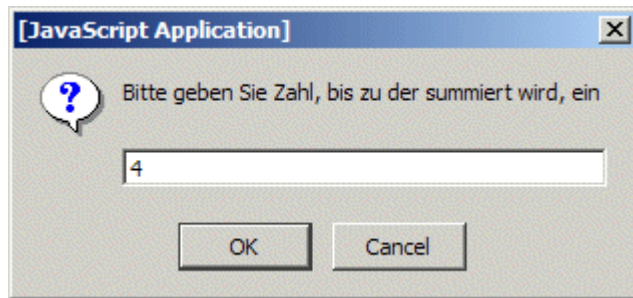 [JavaScript Application]
Bitte geben Sie Zahl, bis zu der summiert wird, ein
4
OK Cancel